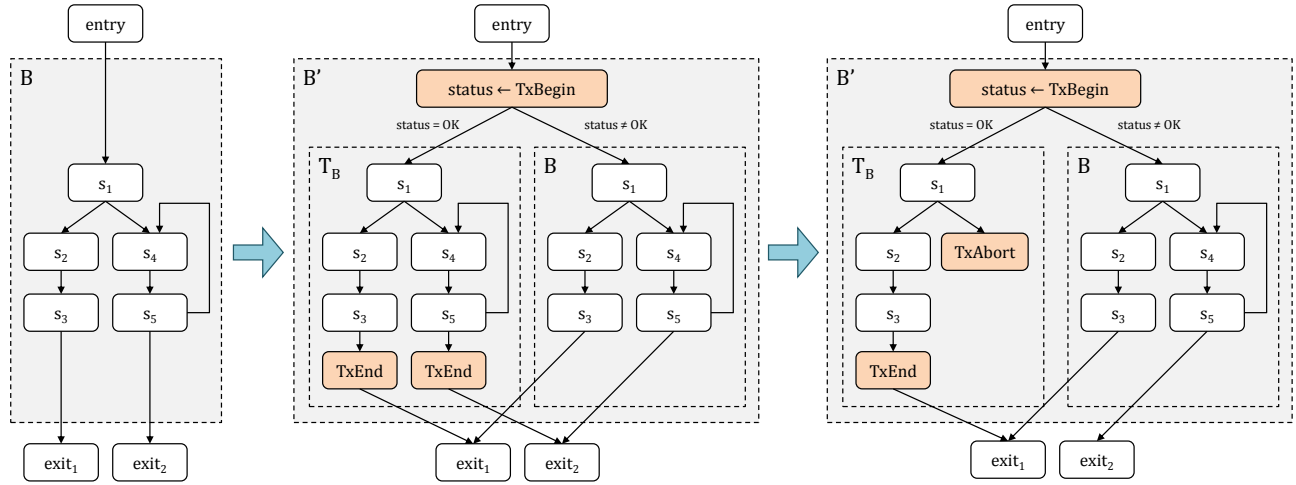 entry
B
s₁
s₂ s₄
s₃ s₅
exit₁ exit₂
entry
B'
status ← TxBegin
status = OK status ≠ OK
T_B B
s₁ s₁
s₂ s₄ s₂ s₄
s₃ s₅ s₃ s₅
TxEnd TxEnd
exit₁ exit₂
entry
B'
status ← TxBegin
status = OK status ≠ OK
T_B B
s₁ s₁
s₂ TxAbort s₂ s₄
s₃ s₃ s₅
TxEnd
exit₁ exit₂